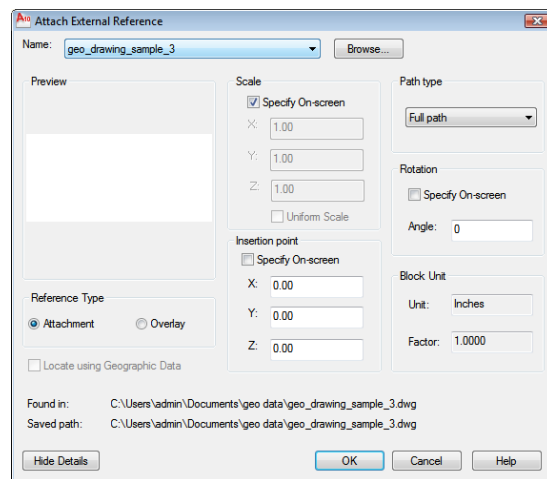 A10 Attach External Reference
Name: geo_drawing_sample_3 Browse...
Preview
Scale
Specify On-screen
X: 1.00
Y: 1.00
Z: 1.00
Uniform Scale
Path type
Full path
Rotation
Specify On-screen
Angle: 0
Insertion point
Specify On-screen
X: 0.00
Y: 0.00
Z: 0.00
Block Unit
Unit: Inches
Factor: 1.0000
Reference Type
Attachment Overlay
Locate using Geographic Data
Found in: C:\Users\admin\Documents\geo data\geo_drawing_sample_3.dwg
Saved path: C:\Users\admin\Documents\geo data\geo_drawing_sample_3.dwg
Hide Details OK Cancel Help